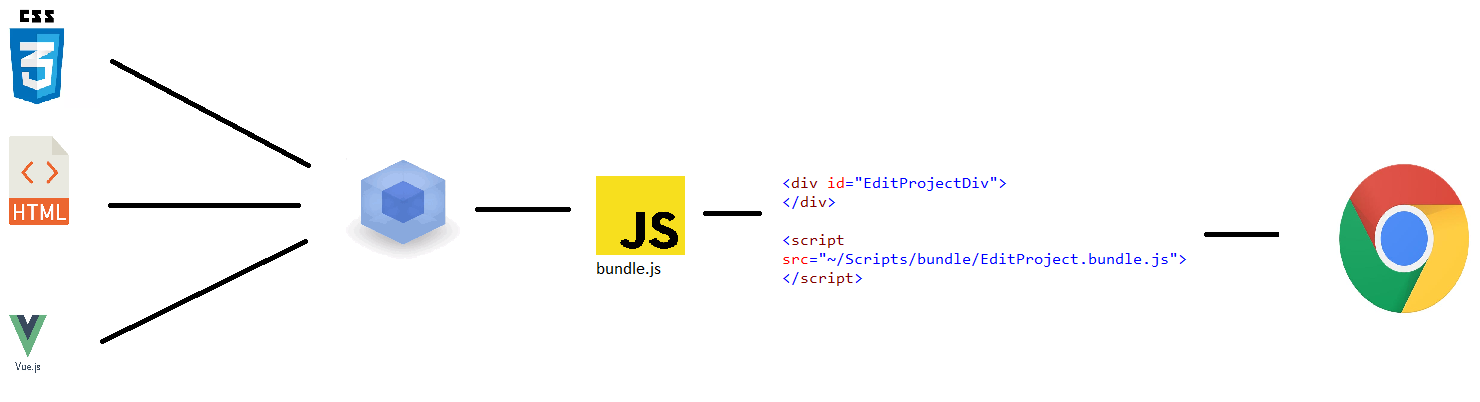 CSS
3
HTML
Vue.js
JS
bundle.js
<div id="EditProjectDiv">
</div>
<script
src="~/Scripts/bundle/EditProject.bundle.js">
</script>